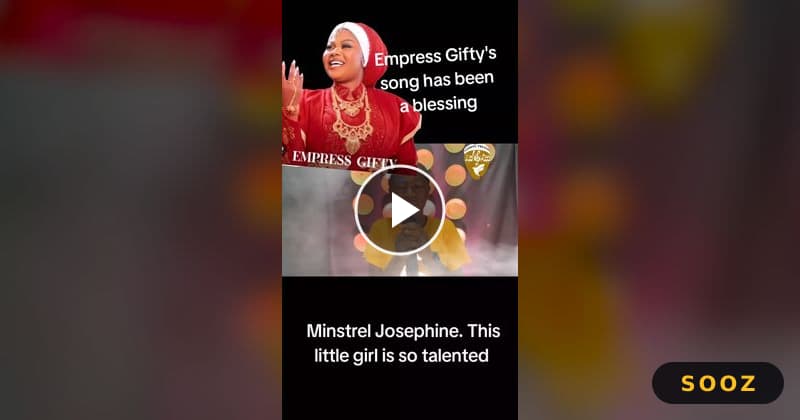 Empress Gifty's
song has been
a blessing
EMPRESS GIFTY
Minstrel Josephine. This
little girl is so talented
SOOZ